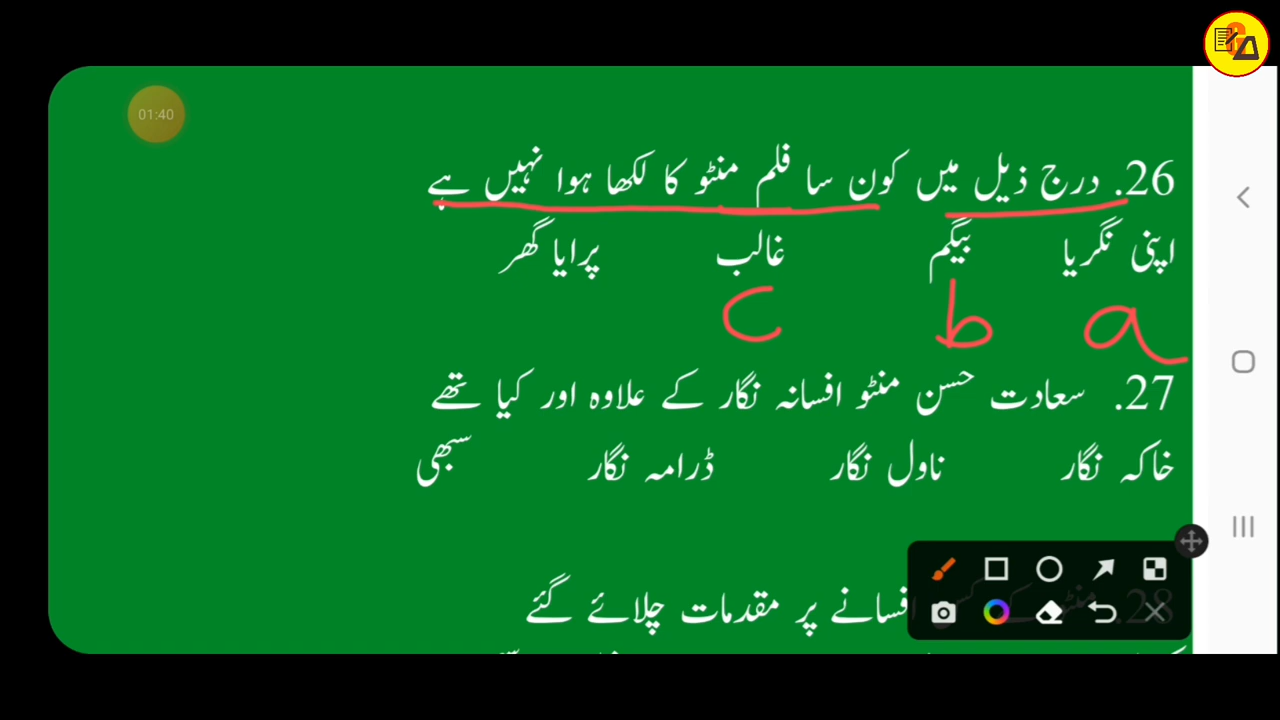 01:40
26. درج ذیل میں کون سا فلم منٹو کا لکھا ہوا نہیں ہے
اپنی نگریا بیگم غالب پرایا گھر
a b c
27. سعادت حسن منٹو افسانہ نگار کے علاوہ اور کیا تھے
خاکہ نگار ناول نگار ڈرامہ نگار سبھی
28. افسانے پر مقدمات چلائے گئے